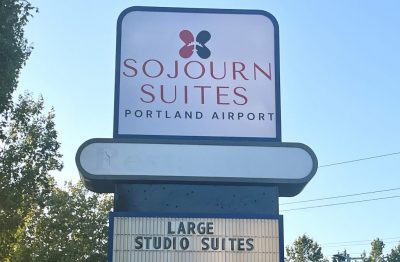 SOJOURN
SUITES
PORTLAND AIRPORT
LARGE
STUDIO SUITES